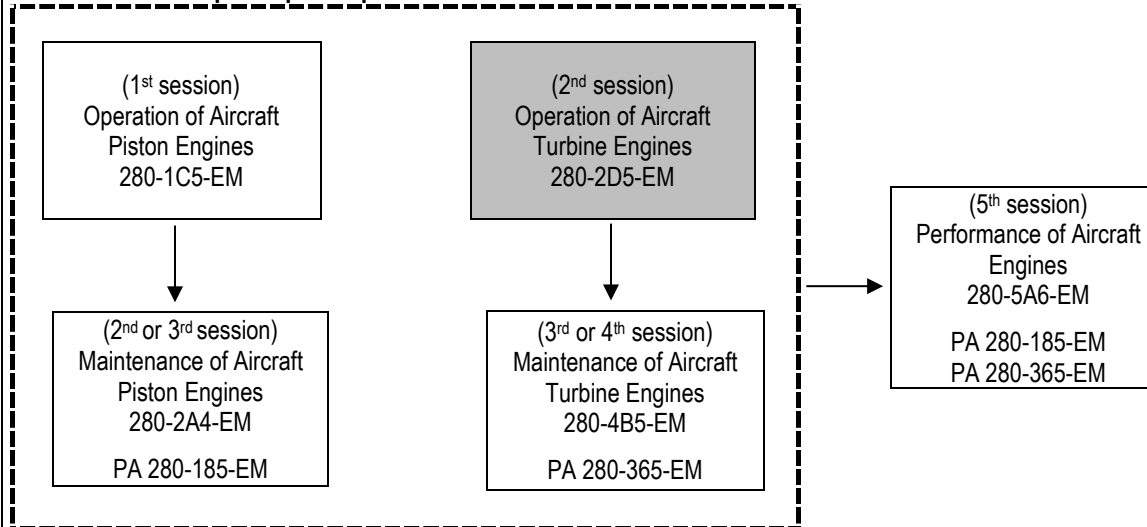 (1st session)
Operation of Aircraft
Piston Engines
280-1C5-EM
(2nd session)
Operation of Aircraft
Turbine Engines
280-2D5-EM
(2nd or 3rd session)
Maintenance of Aircraft
Piston Engines
280-2A4-EM
PA 280-185-EM
(3rd or 4th session)
Maintenance of Aircraft
Turbine Engines
280-4B5-EM
PA 280-365-EM
(5th session)
Performance of Aircraft
Engines
280-5A6-EM
PA 280-185-EM
PA 280-365-EM